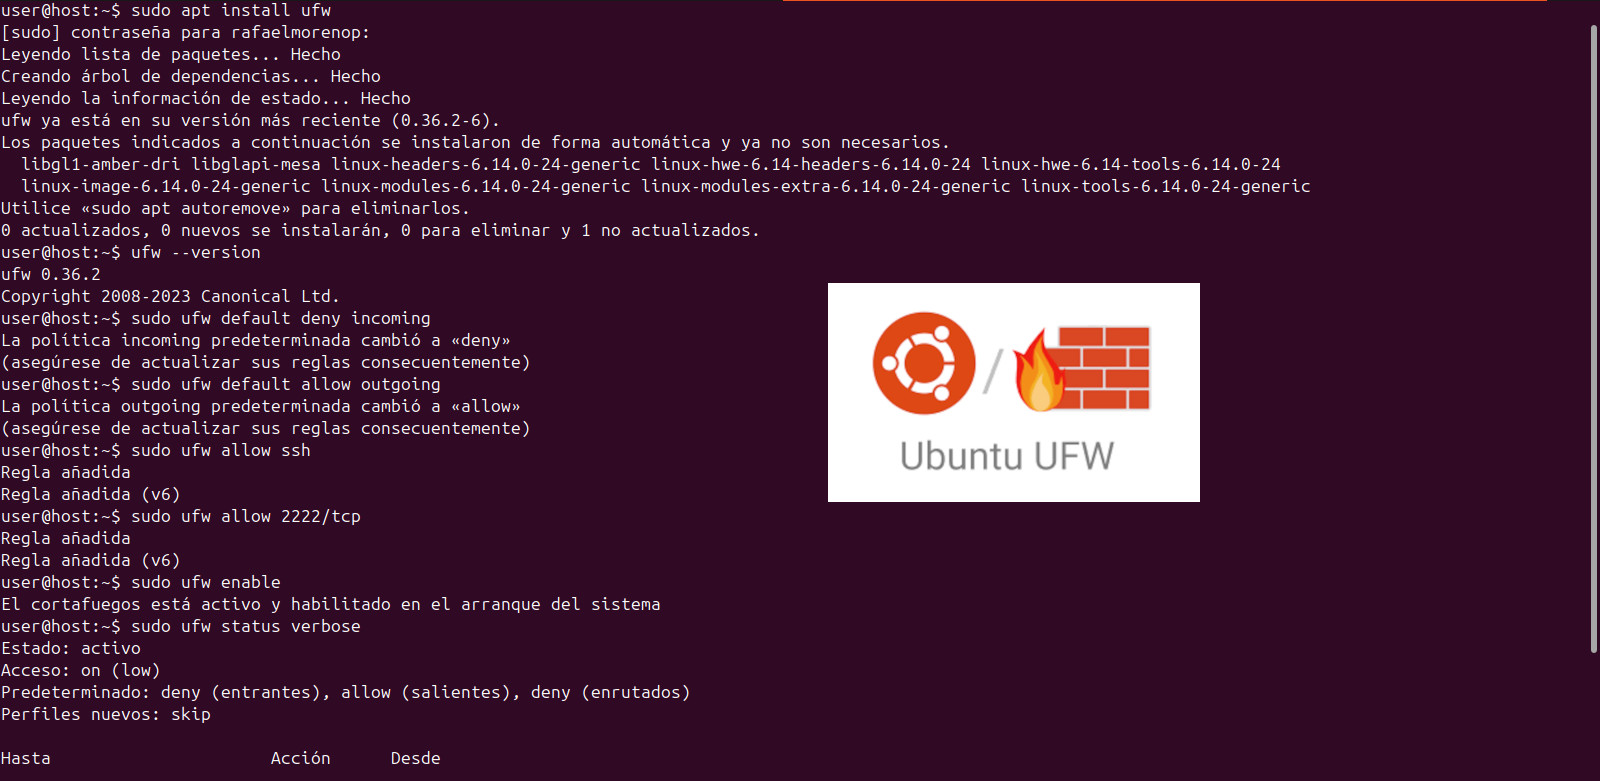 user@host:~$ sudo apt install ufw
[sudo] contraseña para rafaelmorenop:
Leyendo lista de paquetes... Hecho
Creando árbol de dependencias... Hecho
Leyendo la información de estado... Hecho
ufw ya está en su versión más reciente (0.36.2-6).
Los paquetes indicados a continuación se instalaron de forma automática y ya no son necesarios.
  libgl1-amber-dri libglapi-mesa linux-headers-6.14.0-24-generic linux-hwe-6.14-headers-6.14.0-24 linux-hwe-6.14-tools-6.14.0-24
  linux-image-6.14.0-24-generic linux-modules-6.14.0-24-generic linux-modules-extra-6.14.0-24-generic linux-tools-6.14.0-24-generic
Utilice «sudo apt autoremove» para eliminarlos.
0 actualizados, 0 nuevos se instalarán, 0 para eliminar y 1 no actualizados.
user@host:~$ ufw --version
ufw 0.36.2
Copyright 2008-2023 Canonical Ltd.
user@host:~$ sudo ufw default deny incoming
La política incoming predeterminada cambió a «deny»
(asegúrese de actualizar sus reglas consecuentemente)
user@host:~$ sudo ufw default allow outgoing
La política outgoing predeterminada cambió a «allow»
(asegúrese de actualizar sus reglas consecuentemente)
user@host:~$ sudo ufw allow ssh
Regla añadida
Regla añadida (v6)
user@host:~$ sudo ufw allow 2222/tcp
Regla añadida
Regla añadida (v6)
user@host:~$ sudo ufw enable
El cortafuegos está activo y habilitado en el arranque del sistema
user@host:~$ sudo ufw status verbose
Estado: activo
Acceso: on (low)
Predeterminado: deny (entrantes), allow (salientes), deny (enrutados)
Perfiles nuevos: skip
Hasta                      Acción      Desde
Ubuntu UFW